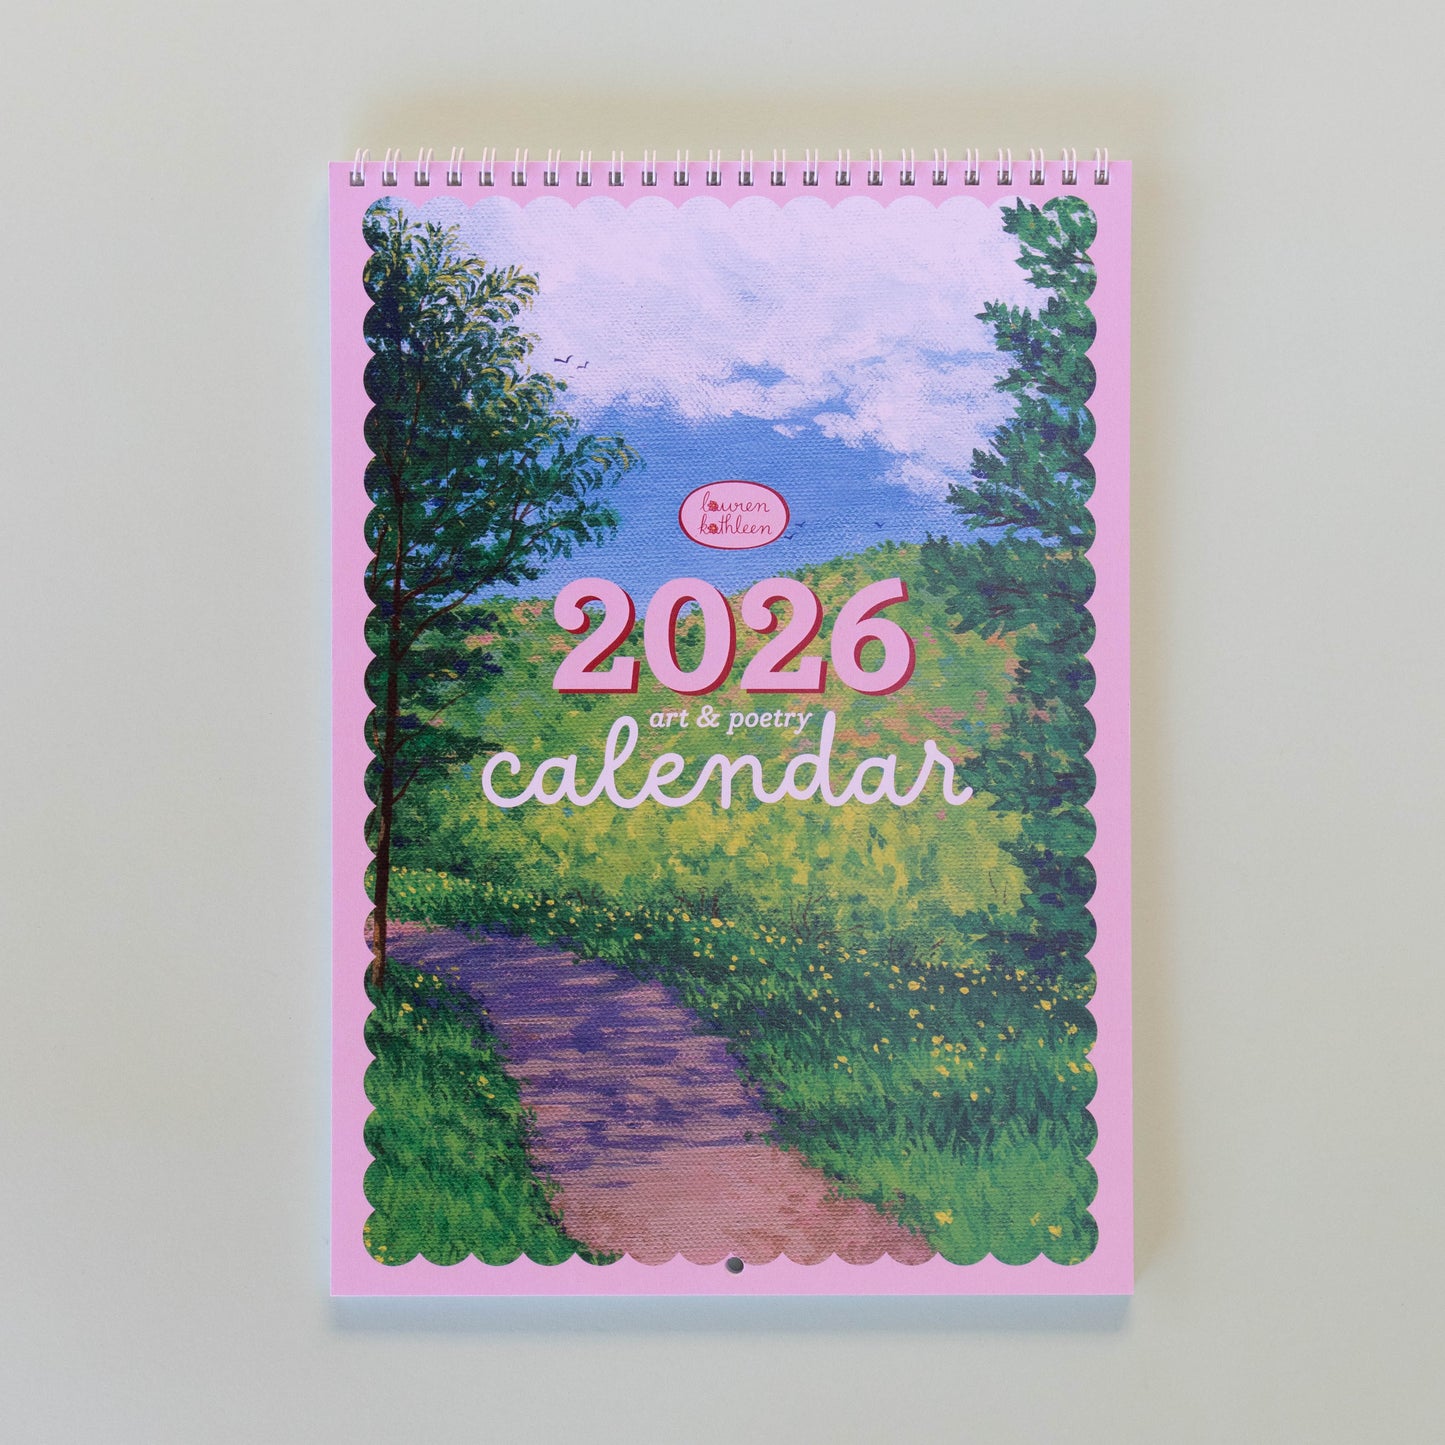 lauren
kathleen
2026
art & poetry
calendar